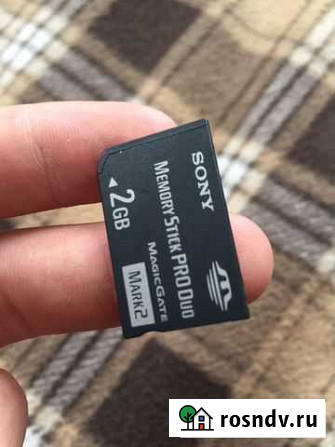 SONY
MEMORY STICK PRO DUO
MAGICGATE
MARK2
2GB
rosndv.ru